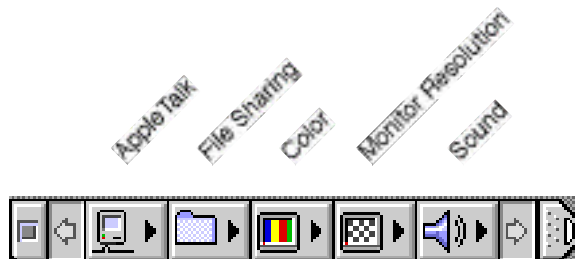 AppleTalk
File Sharing
Color
Monitor Resolution
Sound